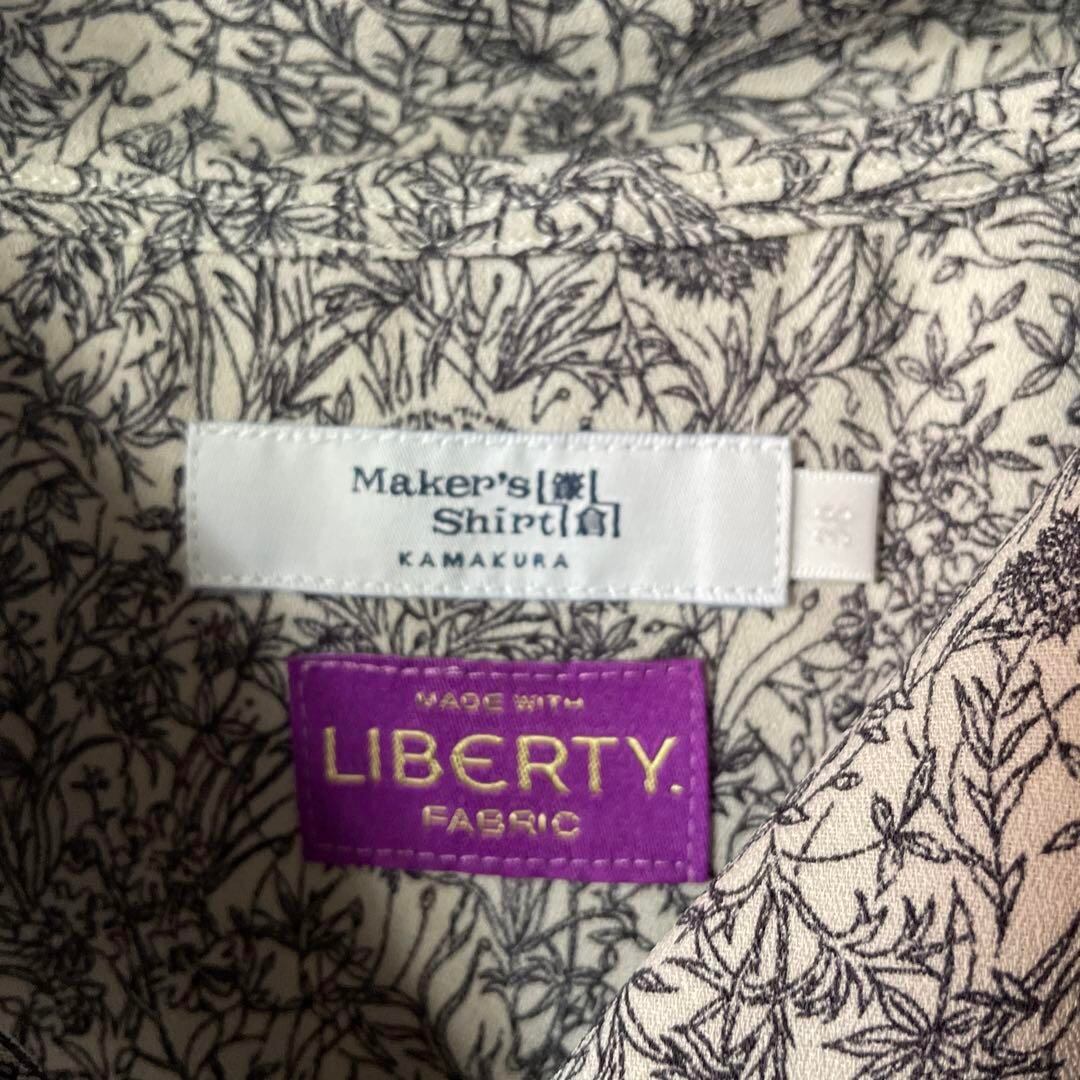 Maker's 鎌
Shirt 倉
KAMAKURA
MADE WITH
LIBERTY.
FABRIC